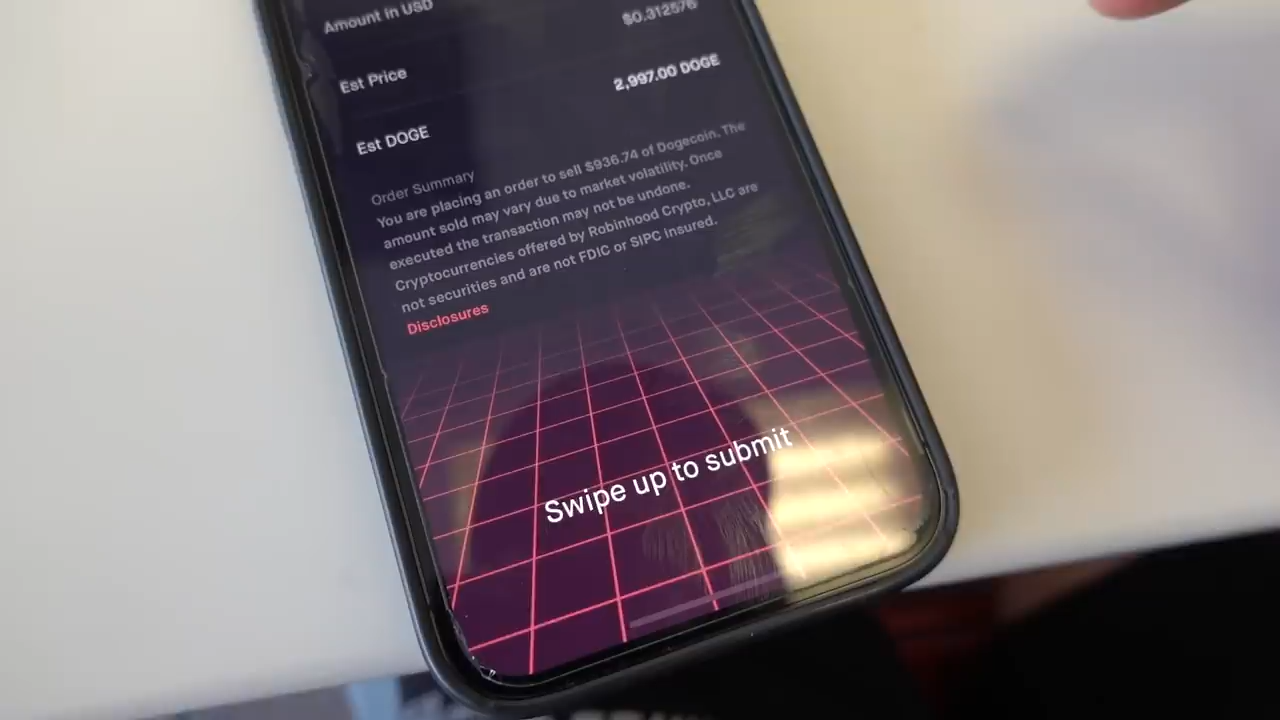 Amount in USD
$0.312576
Est Price
2,997.00 DOGE
Est DOGE
Order Summary
You are placing an order to sell $936.74 of Dogecoin. The
amount sold may vary due to market volatility. Once
executed the transaction may not be undone.
Cryptocurrencies offered by Robinhood Crypto, LLC are
not securities and are not FDIC or SIPC insured.
Disclosures
Swipe up to submit